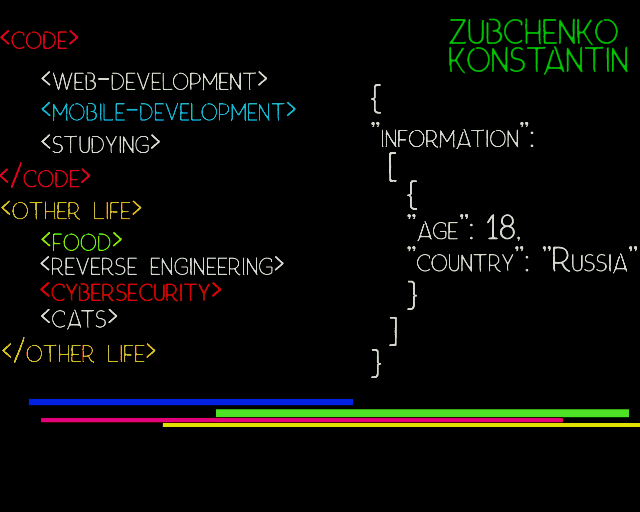 <CODE>
<WEB-DEVELOPMENT>
<MOBILE-DEVELOPMENT>
<STUDYING>
</CODE>
<OTHER LIFE>
<FOOD>
<REVERSE ENGINEERING>
<CYBERSECURITY>
<CATS>
</OTHER LIFE>
ZUBCHENKO
KONSTANTIN
{
"INFORMATION":
[
{
"AGE": 18,
"COUNTRY": "RUSSIA"
}
]
}